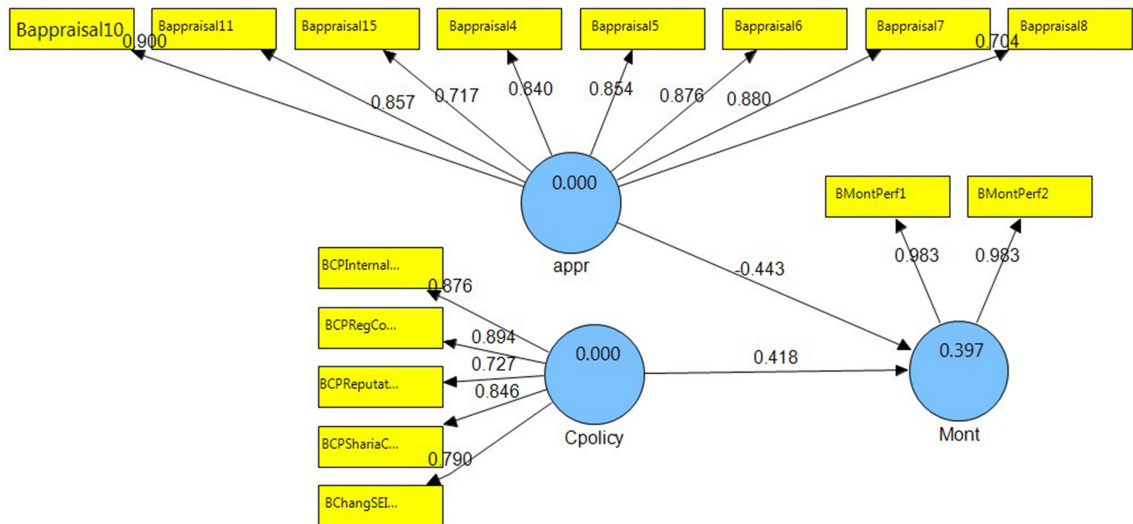 Bappraisal10
Bappraisal11
Bappraisal15
Bappraisal4
Bappraisal5
Bappraisal6
Bappraisal7
Bappraisal8
0.900
0.857
0.717
0.840
0.854
0.876
0.880
0.704
0.000
appr
BMontPerf1
BMontPerf2
0.983
0.983
-0.443
BCPInternal...
0.876
BCPRegCo...
0.894
BCPReputat...
0.727
BCPShariaC...
0.846
BChangSEI...
0.790
0.000
Cpolicy
0.418
0.397
Mont